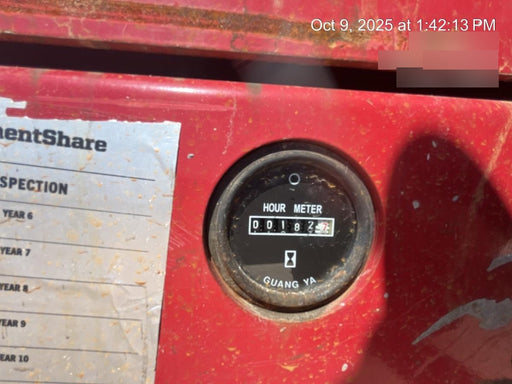 Oct 9, 2025 at 1:42:13 PM
mentShare
SPECTION
YEAR 6
YEAR 7
YEAR 8
YEAR 9
YEAR 10
HOUR METER
00182
GUANG YA